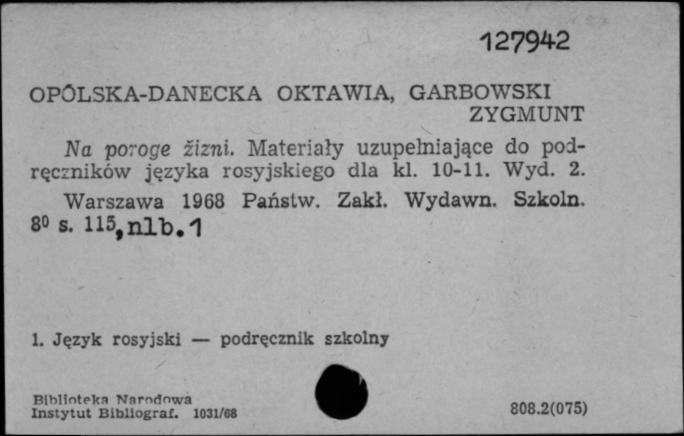 127942
OPÓLSKA-DANECKA OKTAWIA, GARBOWSKI
ZYGMUNT
Na poroge žizni. Materiały uzupełniające do pod-
ręczników języka rosyjskiego dla kl. 10-11. Wyd. 2.
Warszawa 1968 Państw. Zakł. Wydawn. Szkoln.
8⁰ s. 115, nlb. 1
1. Język rosyjski — podręcznik szkolny
Biblioteka Narodowa
Instytut Bibliograf. 1031/68
808.2(075)